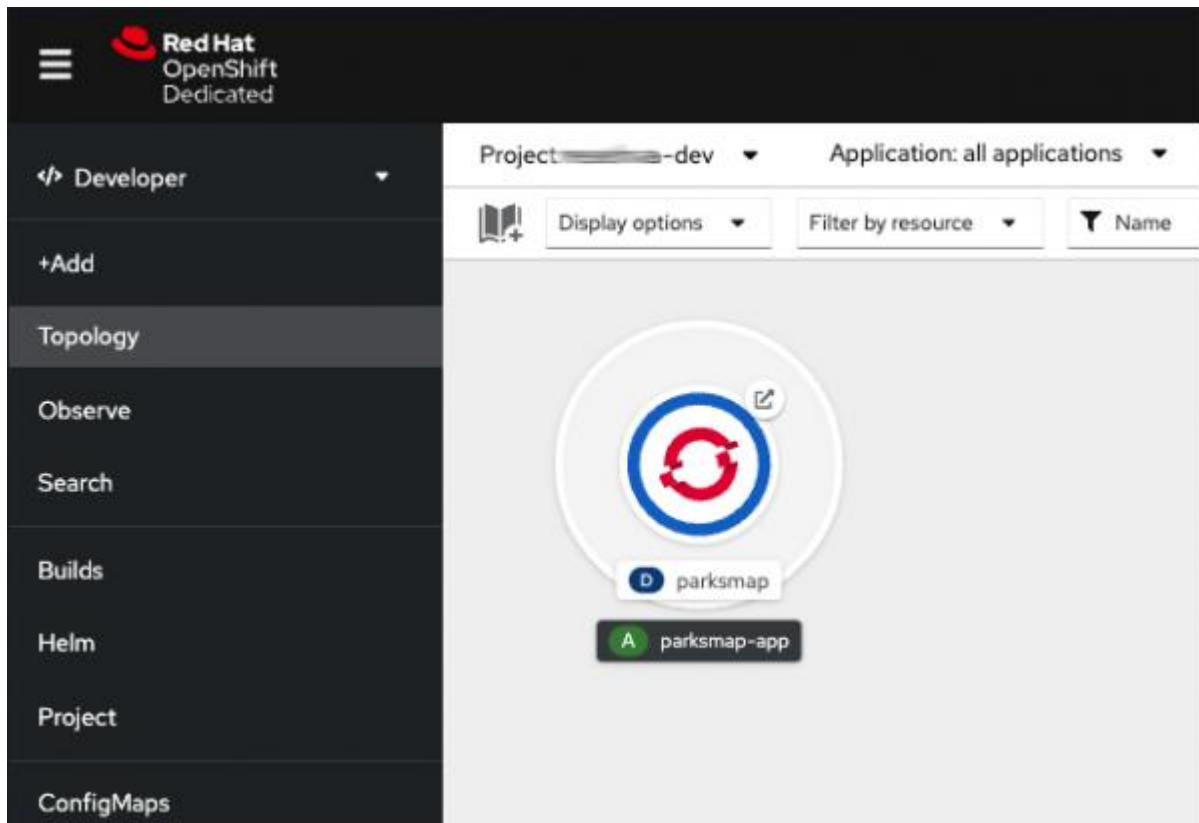 Red Hat
OpenShift
Dedicated
</> Developer
Project -dev
Application: all applications
Display options
Filter by resource
Name
+Add
Topology
Observe
Search
Builds
Helm
Project
ConfigMaps
D parksmap
A parksmap-app